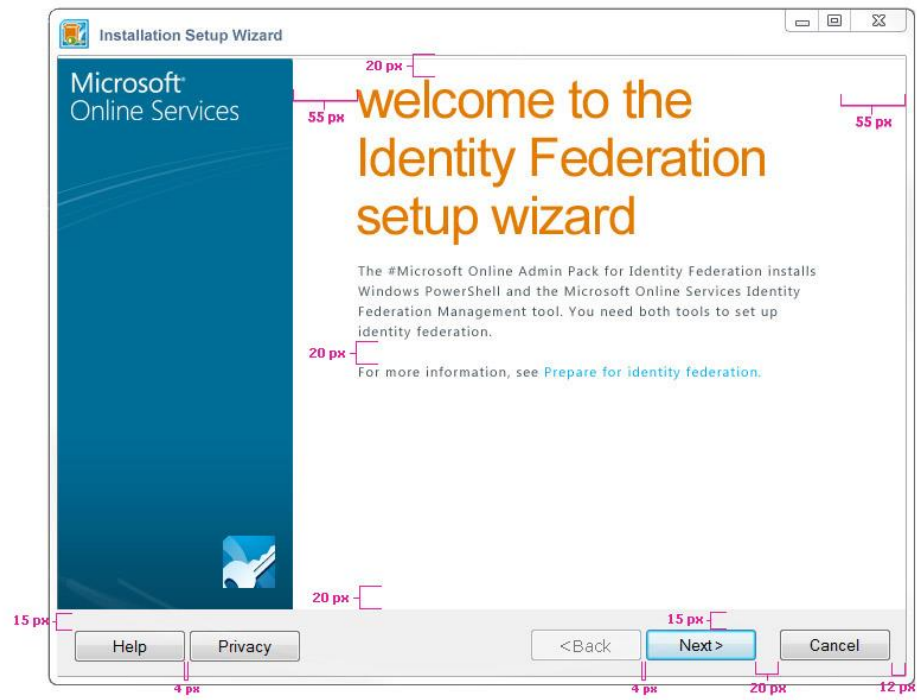 Installation Setup Wizard
Microsoft®
Online Services
20 px
55 px
55 px
welcome to the
Identity Federation
setup wizard
The #Microsoft Online Admin Pack for Identity Federation installs
Windows PowerShell and the Microsoft Online Services Identity
Federation Management tool. You need both tools to set up
identity federation.
20 px
For more information, see Prepare for identity federation.
20 px
15 px
15 px
Help
Privacy
<Back
Next>
Cancel
4 px
4 px
20 px
12 px